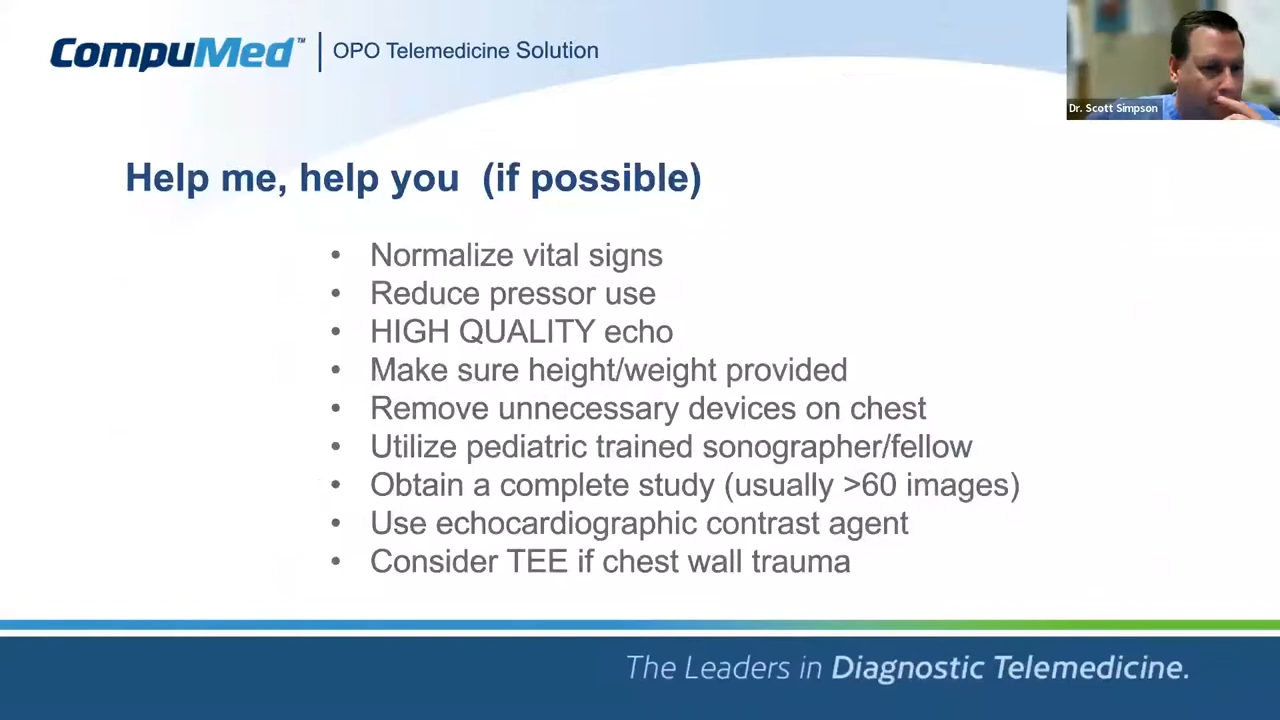 CompuMed™ | OPO Telemedicine Solution
Dr. Scott Simpson
Help me, help you (if possible)
• Normalize vital signs
• Reduce pressor use
• HIGH QUALITY echo
• Make sure height/weight provided
• Remove unnecessary devices on chest
• Utilize pediatric trained sonographer/fellow
• Obtain a complete study (usually >60 images)
• Use echocardiographic contrast agent
• Consider TEE if chest wall trauma
The Leaders in Diagnostic Telemedicine.